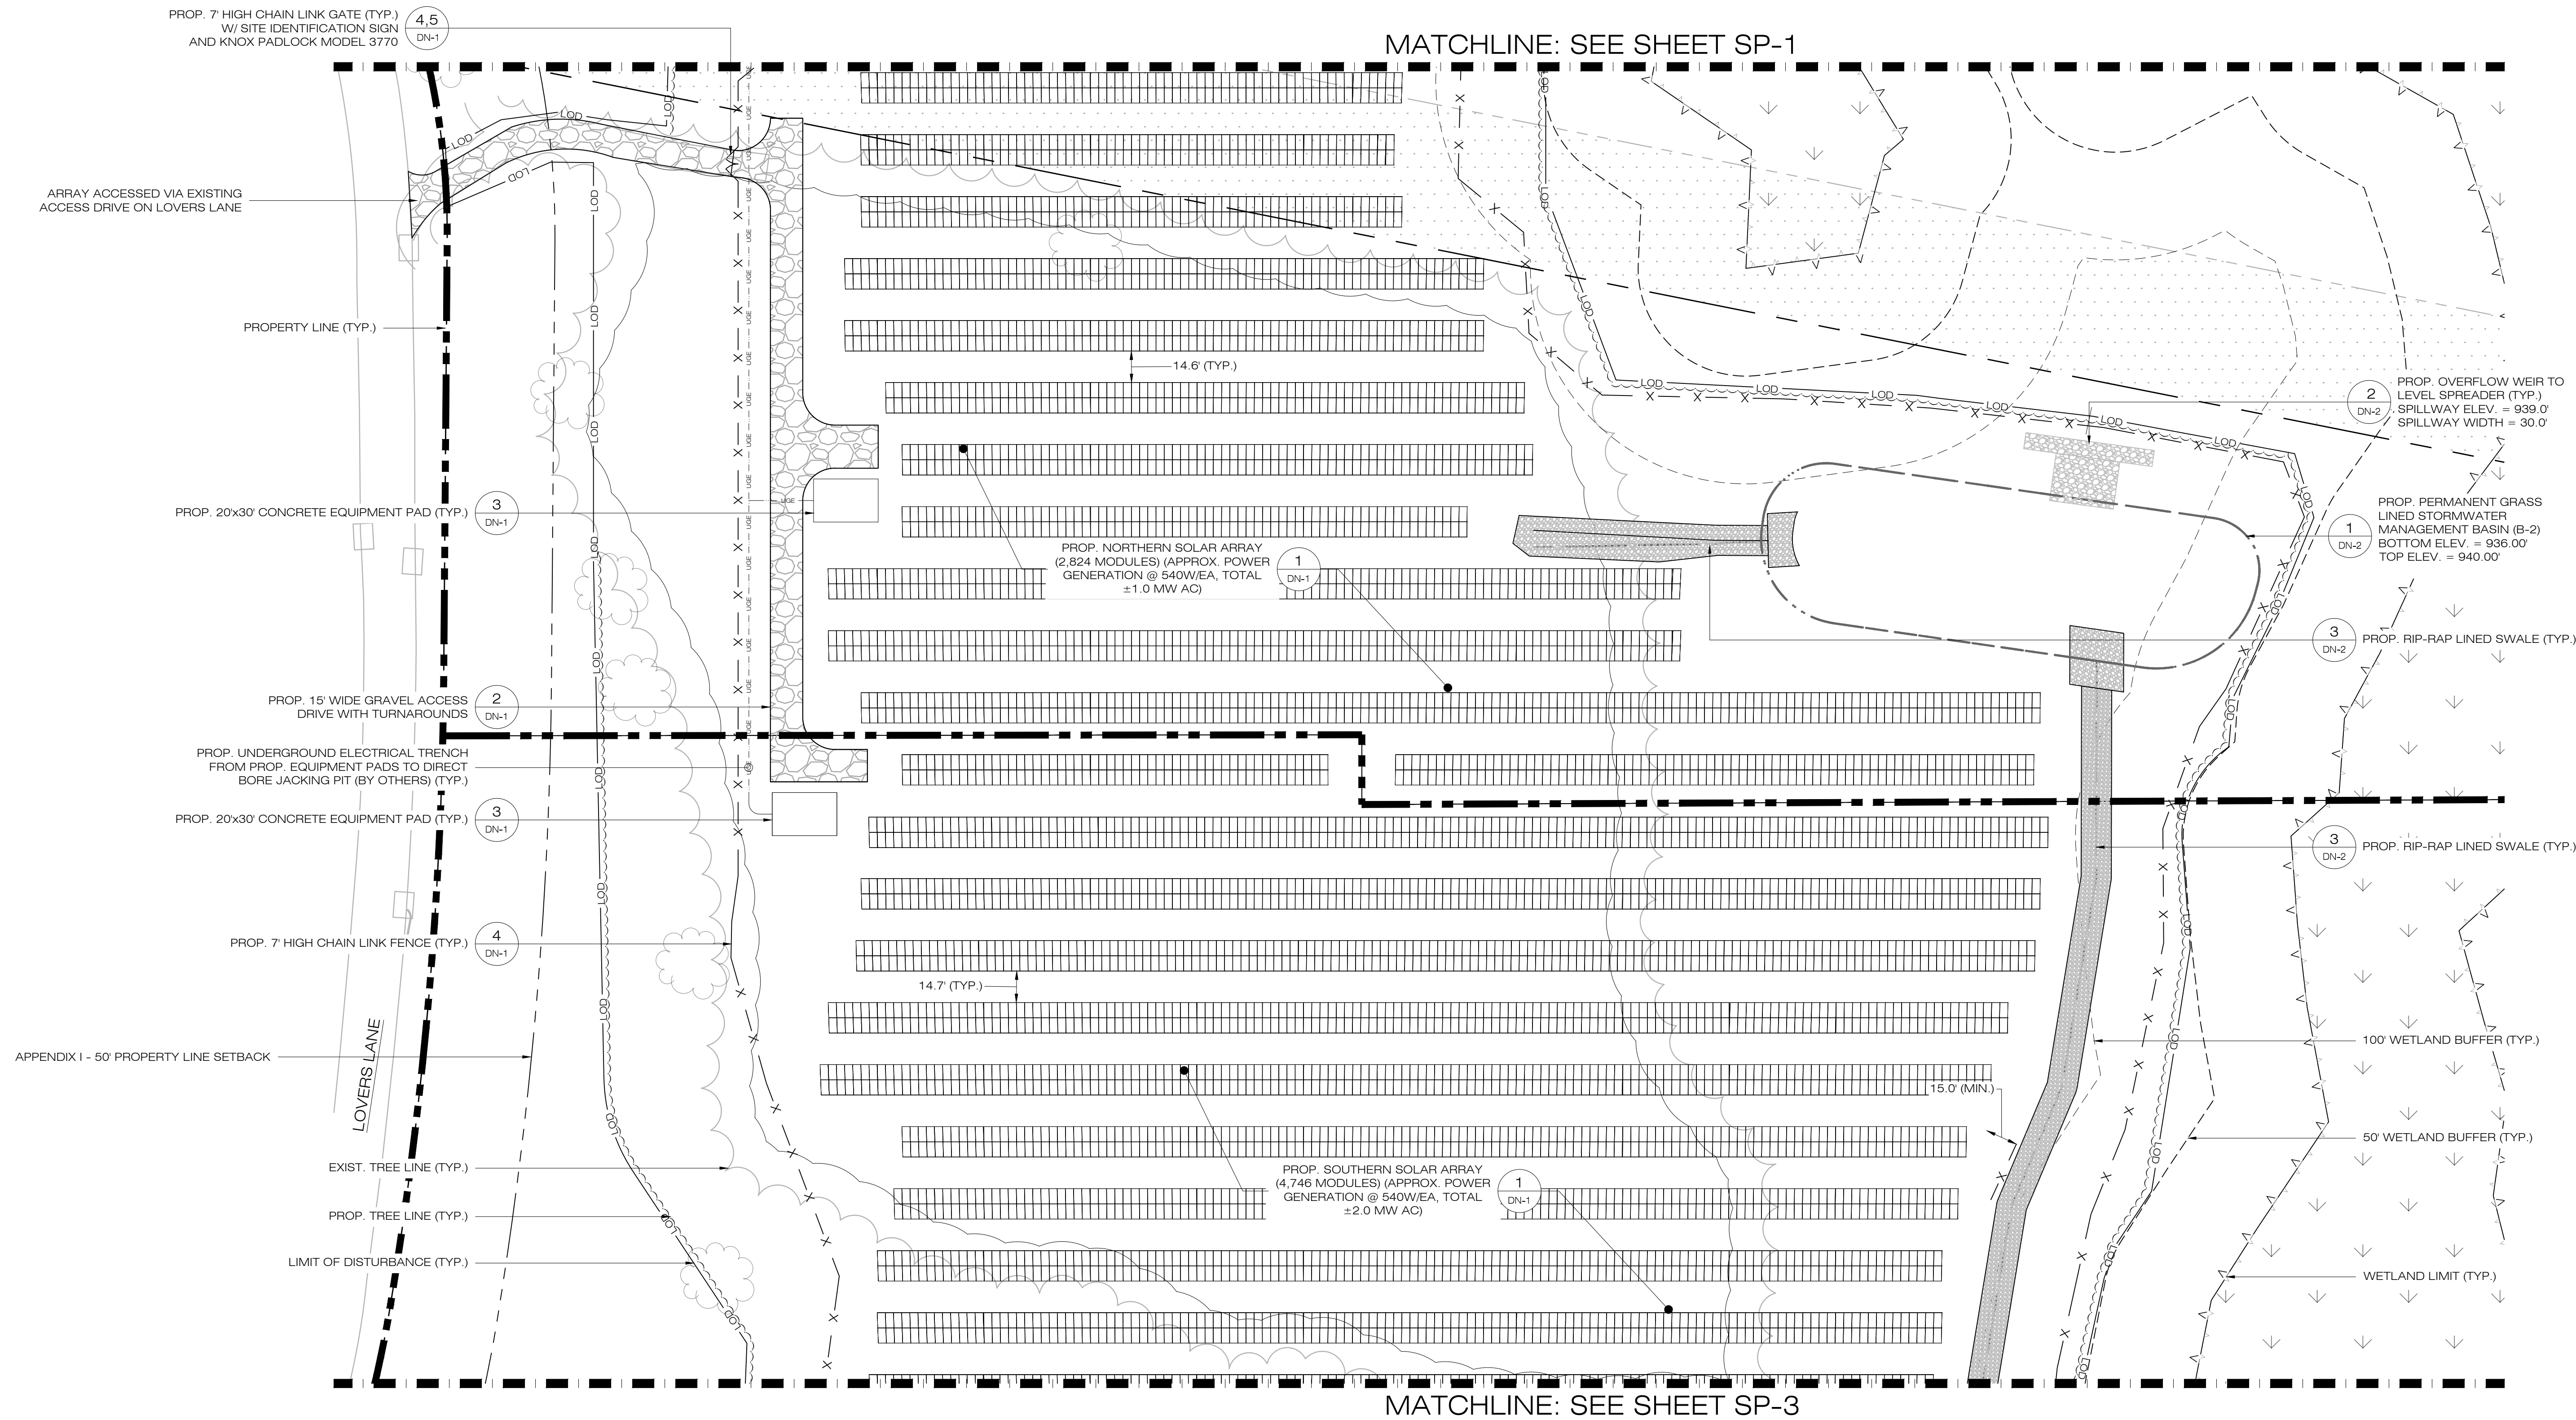 PROP. 7' HIGH CHAIN LINK GATE (TYP.)
W/ SITE IDENTIFICATION SIGN
AND KNOX PADLOCK MODEL 3770
4,5
DN-1
MATCHLINE: SEE SHEET SP-1
ARRAY ACCESSED VIA EXISTING
ACCESS DRIVE ON LOVERS LANE
PROPERTY LINE (TYP.)
14.6' (TYP.)
2
DN-2
PROP. OVERFLOW WEIR TO
LEVEL SPREADER (TYP.)
SPILLWAY ELEV. = 939.0'
SPILLWAY WIDTH = 30.0'
PROP. 20'x30' CONCRETE EQUIPMENT PAD (TYP.)
3
DN-1
1
DN-2
PROP. PERMANENT GRASS
LINED STORMWATER
MANAGEMENT BASIN (B-2)
BOTTOM ELEV. = 936.00'
TOP ELEV. = 940.00'
PROP. NORTHERN SOLAR ARRAY
(2,824 MODULES) (APPROX. POWER
GENERATION @ 540W/EA, TOTAL
±1.0 MW AC)
1
DN-1
3
DN-2
PROP. RIP-RAP LINED SWALE (TYP.)
PROP. 15' WIDE GRAVEL ACCESS
DRIVE WITH TURNAROUNDS
2
DN-1
PROP. UNDERGROUND ELECTRICAL TRENCH
FROM PROP. EQUIPMENT PADS TO DIRECT
BORE JACKING PIT (BY OTHERS) (TYP.)
PROP. 20'x30' CONCRETE EQUIPMENT PAD (TYP.)
3
DN-1
3
DN-2
PROP. RIP-RAP LINED SWALE (TYP.)
PROP. 7' HIGH CHAIN LINK FENCE (TYP.)
4
DN-1
14.7' (TYP.)
LOVERS LANE
APPENDIX I - 50' PROPERTY LINE SETBACK
100' WETLAND BUFFER (TYP.)
15.0' (MIN.)
50' WETLAND BUFFER (TYP.)
EXIST. TREE LINE (TYP.)
PROP. SOUTHERN SOLAR ARRAY
(4,746 MODULES) (APPROX. POWER
GENERATION @ 540W/EA, TOTAL
±2.0 MW AC)
1
DN-1
PROP. TREE LINE (TYP.)
LIMIT OF DISTURBANCE (TYP.)
WETLAND LIMIT (TYP.)
LOD
UGE
MATCHLINE: SEE SHEET SP-3